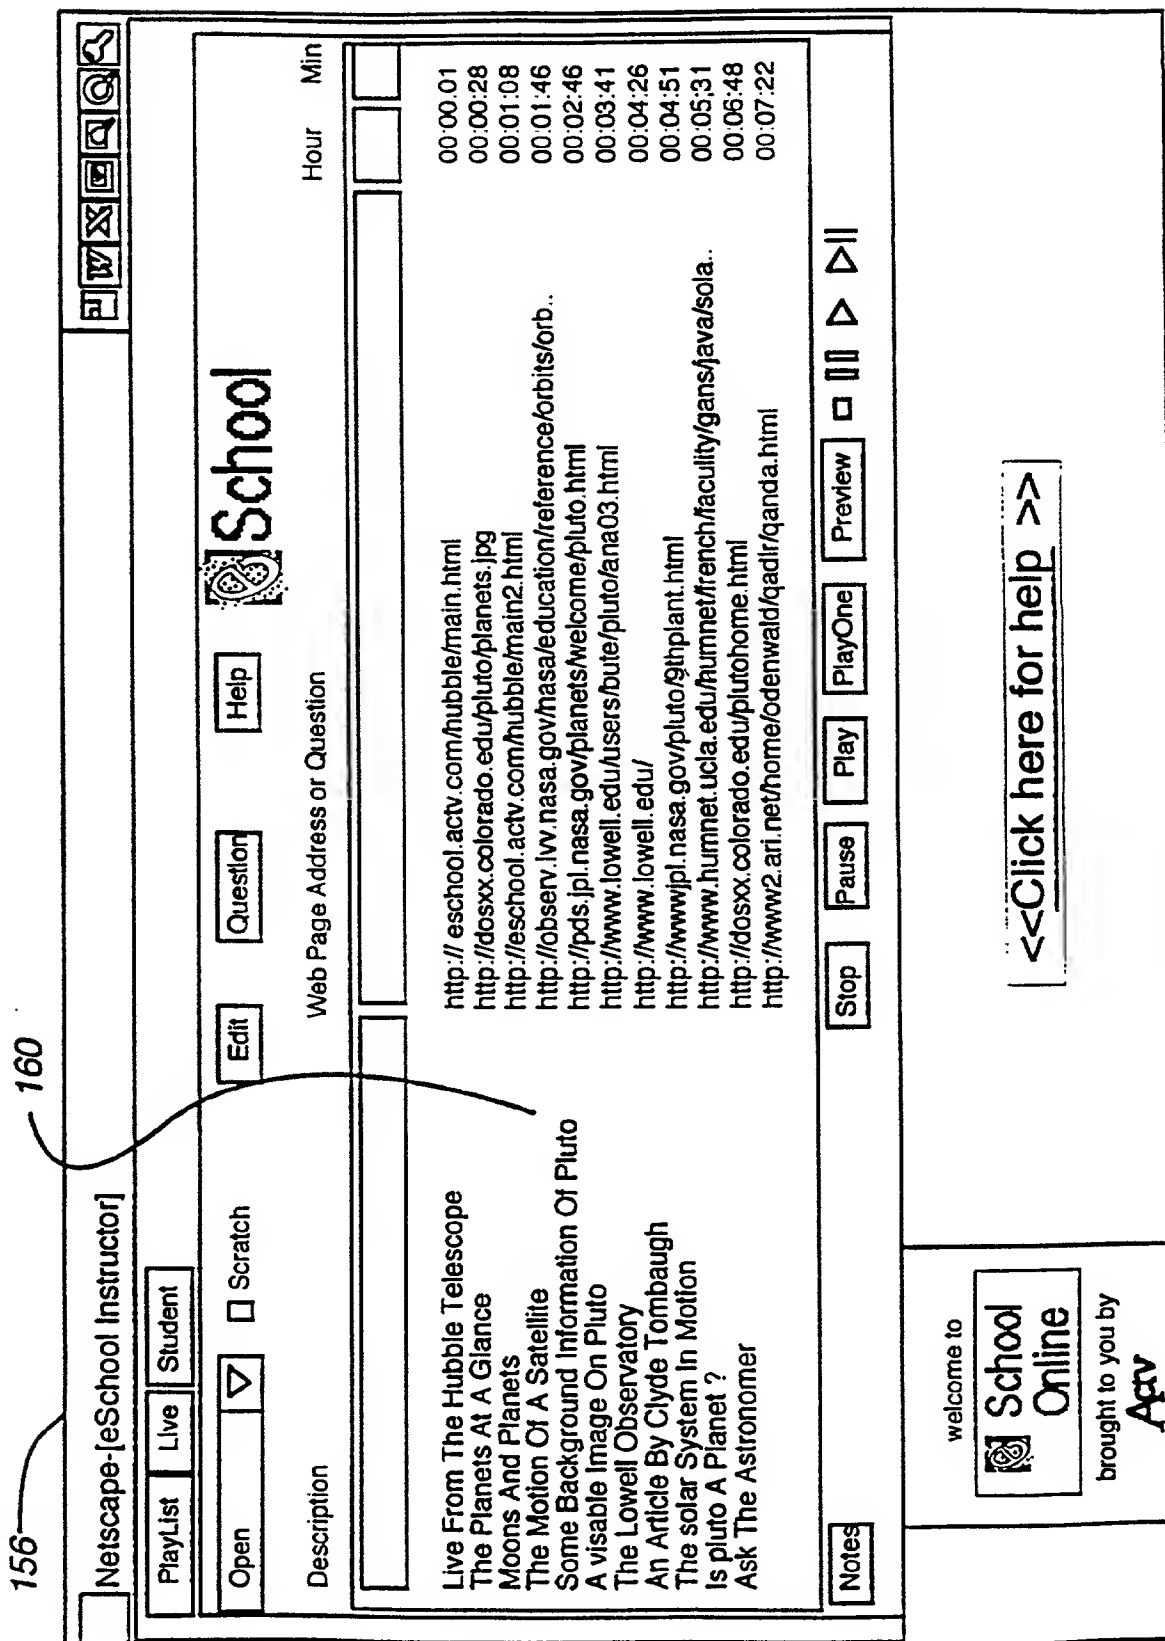 156
160
Netscape-[eSchool Instructor]
PlayList Live Student
Open Scratch Edit Question Help School
Description Web Page Address or Question Hour Min
Live From The Hubble Telescope http:// eschool.actv.com/hubble/main.html 00:00.01
The Planets At A Glance http://dosxx.colorado.edu/pluto/planets.jpg 00:00:28
Moons And Planets http://eschool.actv.com/hubble/main2.html 00:01:08
The Motion Of A Satellite http://observ.lvv.nasa.gov/nasa/education/reference/orbits/orb.. 00:01:46
Some Background Information Of Pluto http://pds.jpl.nasa.gov/planets/welcome/pluto.html 00:02:46
A visable Image On Pluto http://www.lowell.edu/users/bute/pluto/ana03.html 00:03:41
The Lowell Observatory http://www.lowell.edu/ 00:04:26
An Article By Clyde Tombaugh http://wwwjpl.nasa.gov/pluto/9thplant.html 00:04:51
The solar System In Motion http://www.humnet.ucla.edu/humnet/french/faculity/gans/java/sola.. 00:05;31
Is pluto A Planet ? http://dosxx.colorado.edu/plutohome.html 00:06:48
Ask The Astronomer http://www2.ari.net/home/odenwald/qadlr/qanda.html 00:07:22
Notes Stop Pause Play PlayOne Preview
welcome to
School
Online
brought to you by
Actv
<<Click here for help >>